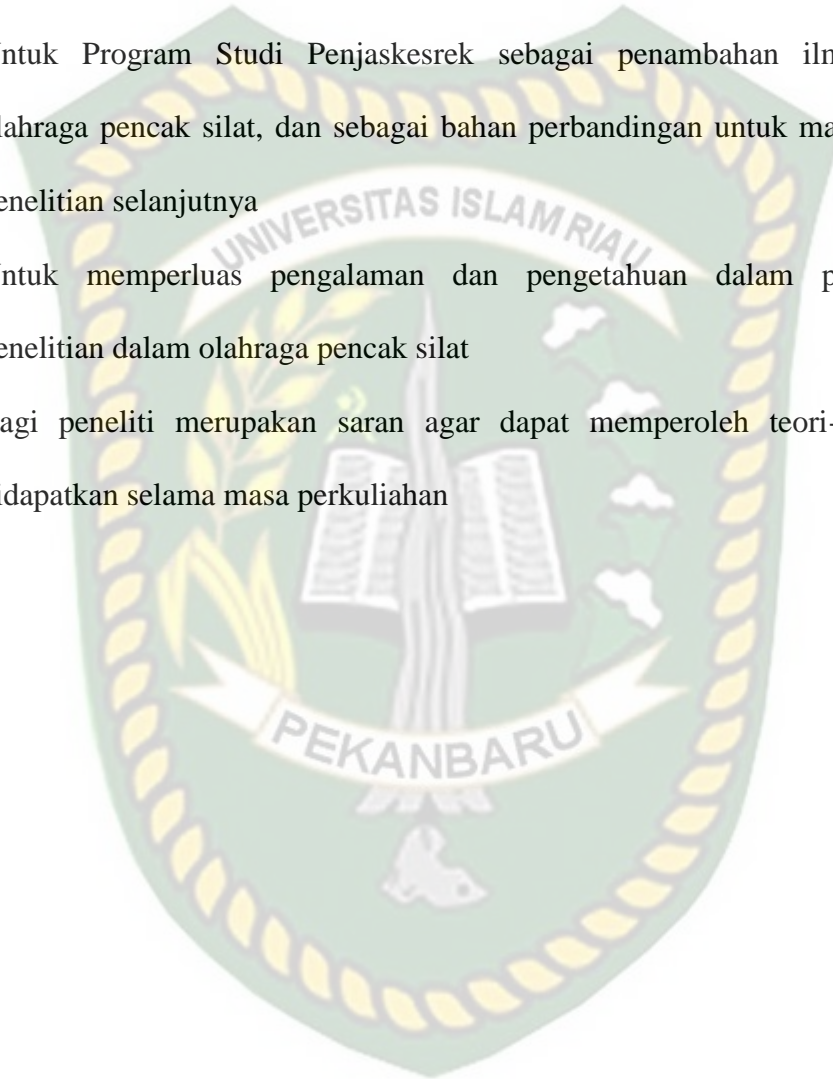 ntuk Program Studi Penjaskesrek sebagai penambahan iln
lahraga pencak silat, dan sebagai bahan perbandingan untuk ma
enelitian selanjutnya
UNIVERSITAS ISLAM RIAU
ntuk memperluas pengalaman dan pengetahuan dalam p
enelitian dalam olahraga pencak silat
agi peneliti merupakan saran agar dapat memperoleh teori-
idapatkan selama masa perkuliahan
PEKANBARU